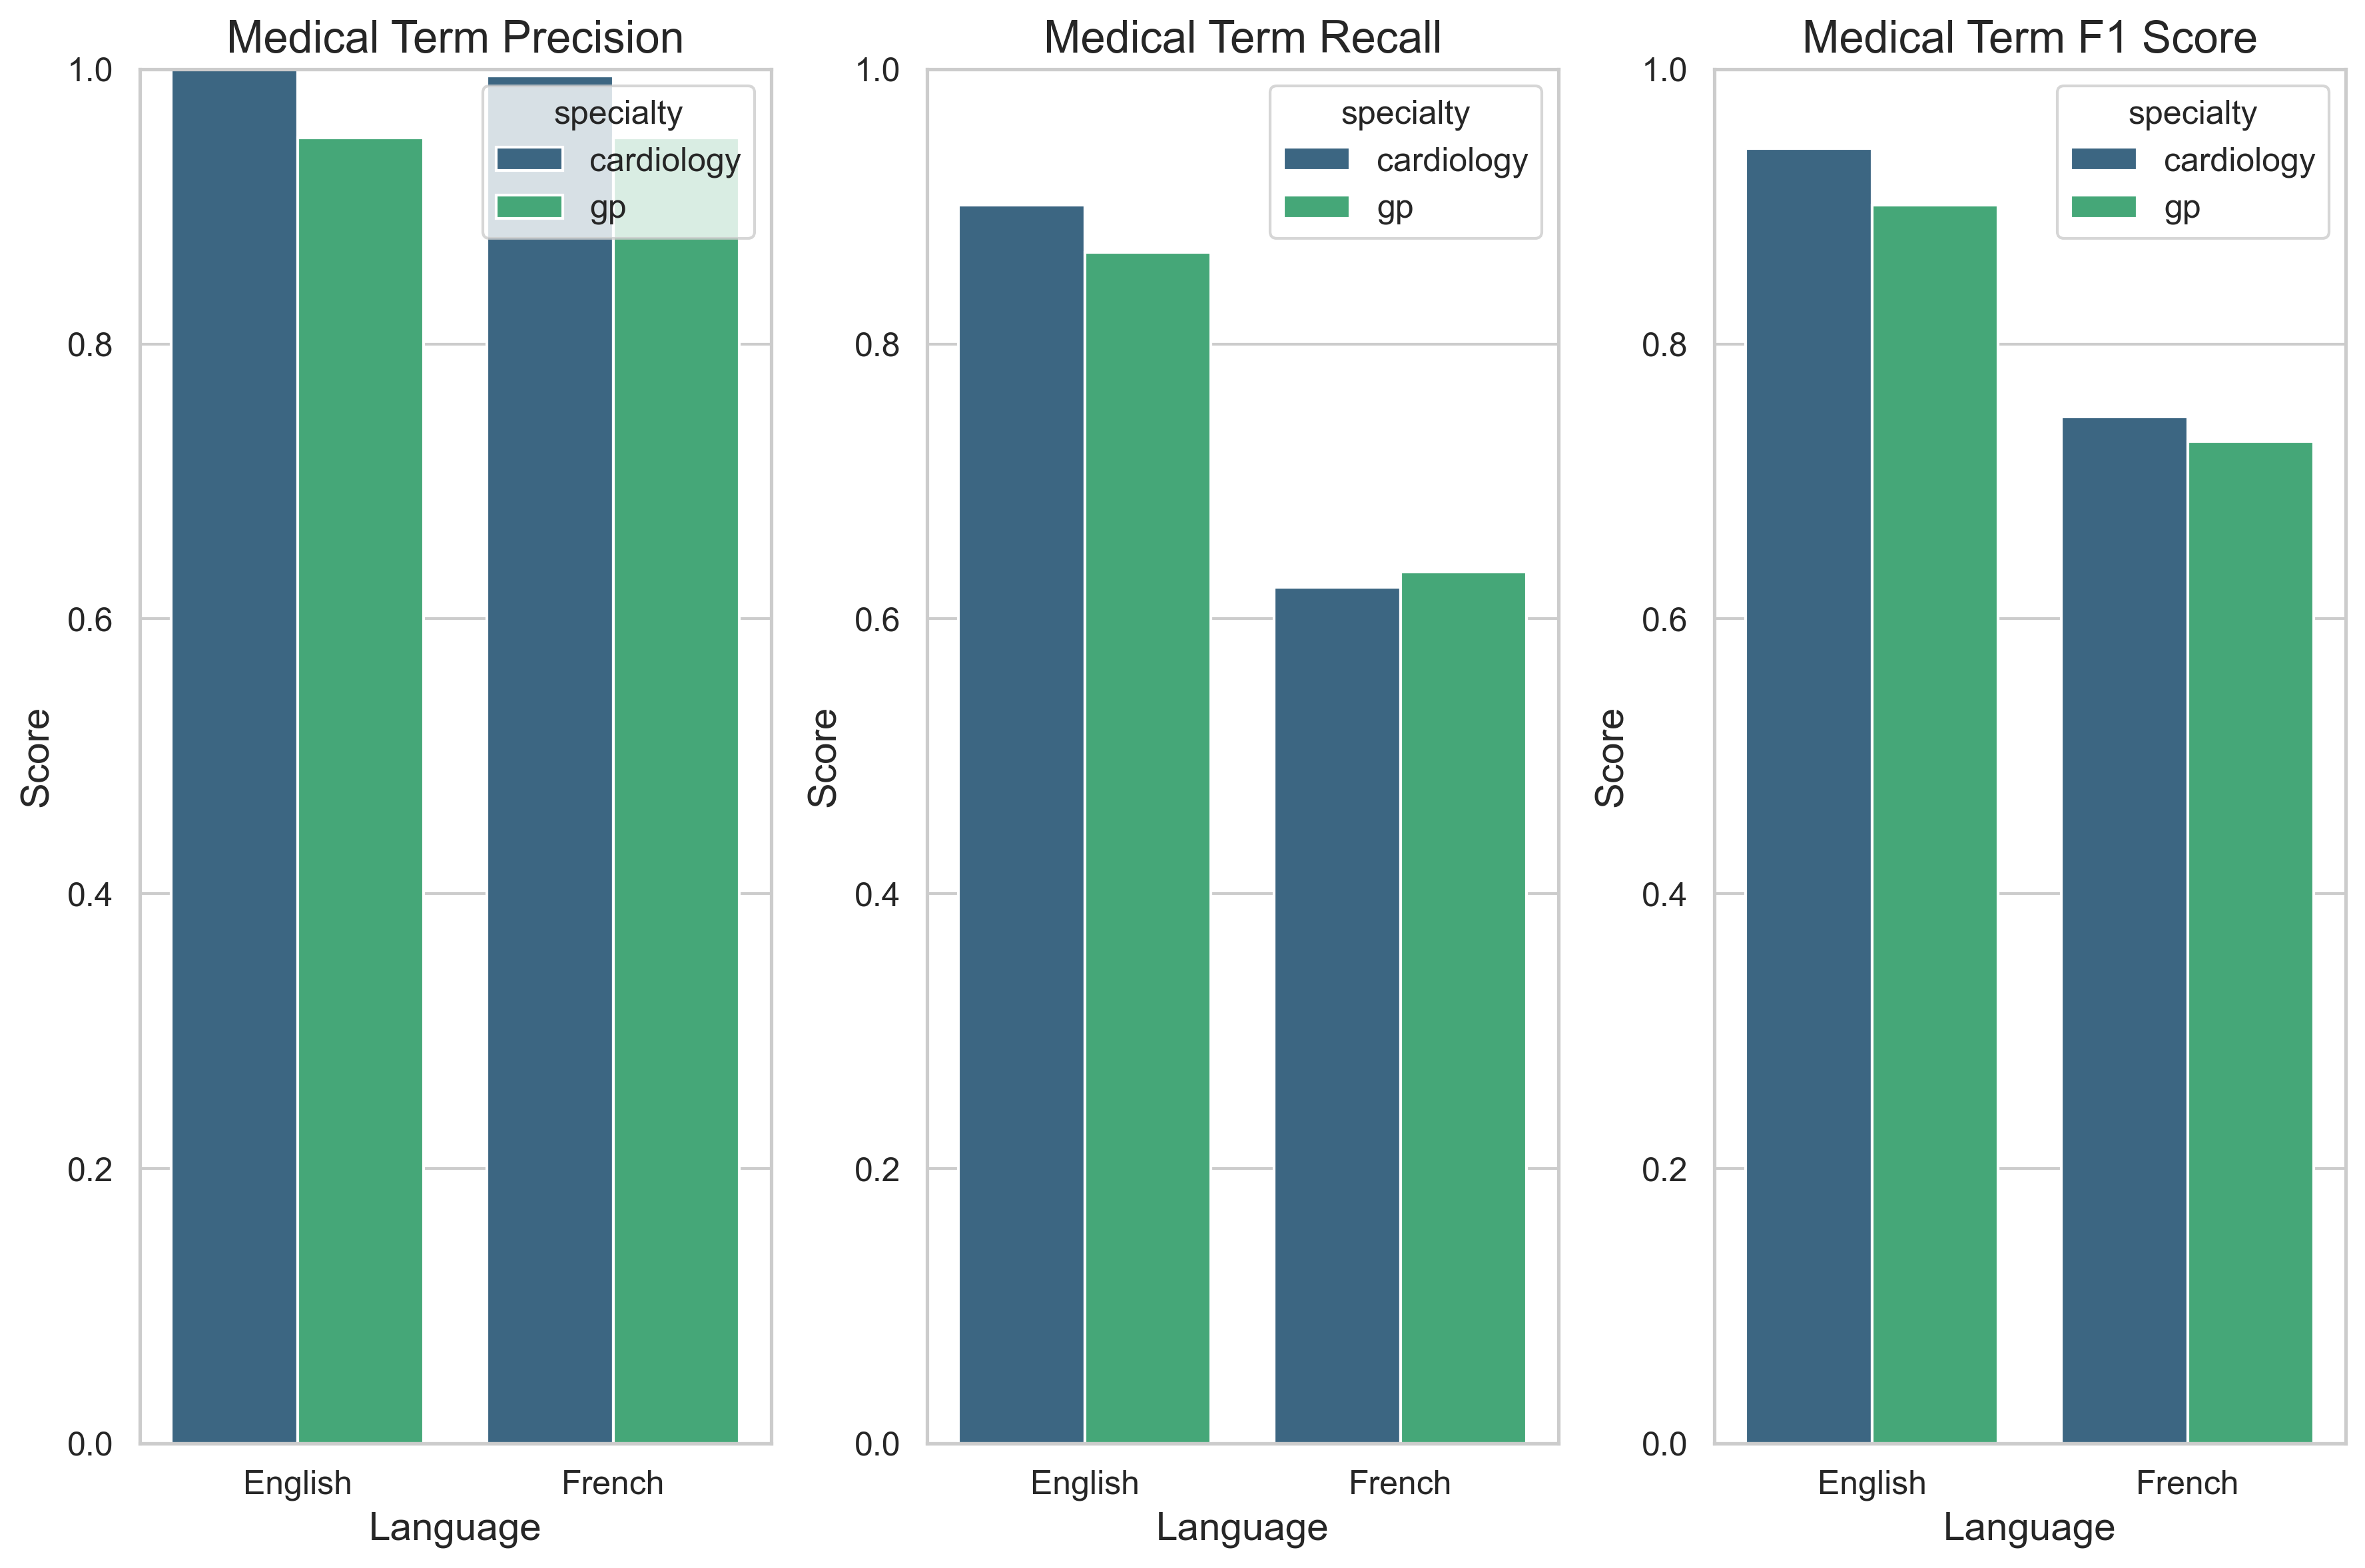 Medical Term Precision
1.0
0.8
0.6
0.4
0.2
0.0
Score
specialty
cardiology
gp
English
French
Language
Medical Term Recall
1.0
0.8
0.6
0.4
0.2
0.0
Score
specialty
cardiology
gp
English
French
Language
Medical Term F1 Score
1.0
0.8
0.6
0.4
0.2
0.0
Score
specialty
cardiology
gp
English
French
Language